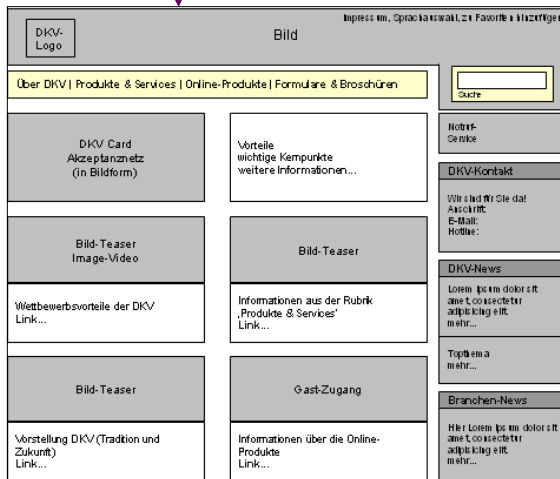 Impressum, Sprachauswahl, zu Favoriten hinzufügen
DKV-
Logo
Bild
Über DKV | Produkte & Services | Online-Produkte | Formulare & Broschüren
Suche
DKV Card
Akzeptanznetz
(in Bildform)
Vorteile
wichtige Kernpunkte
weitere Informationen...
Notruf-
Service
DKV-Kontakt
Wir sind für Sie da!
Anschrift:
E-Mail:
Hotline:
Bild-Teaser
Image-Video
Bild-Teaser
Wettbewerbsvorteile der DKV
Link...
Informationen aus der Rubrik
‚Produkte & Services'
Link...
DKV-News
Lorem ipsum dolor sit
amet, consectetur
adipisicing elit.
mehr...
Topthema
mehr...
Bild-Teaser
Gast-Zugang
Vorstellung DKV (Tradition und
Zukunft)
Link...
Informationen über die Online-
Produkte
Link...
Branchen-News
Hier Lorem ipsum dolor sit
amet, consectetur
adipisicing elit.
mehr...